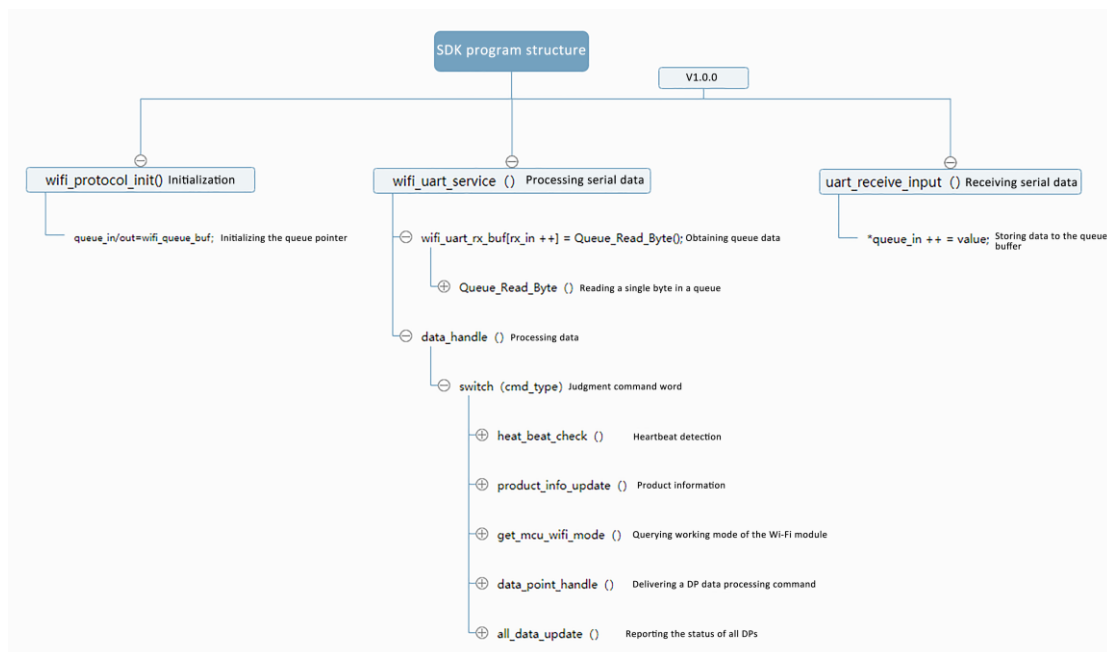 SDK program structure
V1.0.0
wifi_protocol_init() Initialization
wifi_uart_service () Processing serial data
uart_receive_input () Receiving serial data
queue_in/out=wifi_queue_buf; Initializing the queue pointer
wifi_uart_rx_buf[rx_in ++] = Queue_Read_Byte(); Obtaining queue data
*queue_in ++ = value; Storing data to the queue
buffer
Queue_Read_Byte () Reading a single byte in a queue
data_handle () Processing data
switch (cmd_type) Judgment command word
heat_beat_check () Heartbeat detection
product_info_update () Product information
get_mcu_wifi_mode () Querying working mode of the Wi-Fi module
data_point_handle () Delivering a DP data processing command
all_data_update () Reporting the status of all DPs